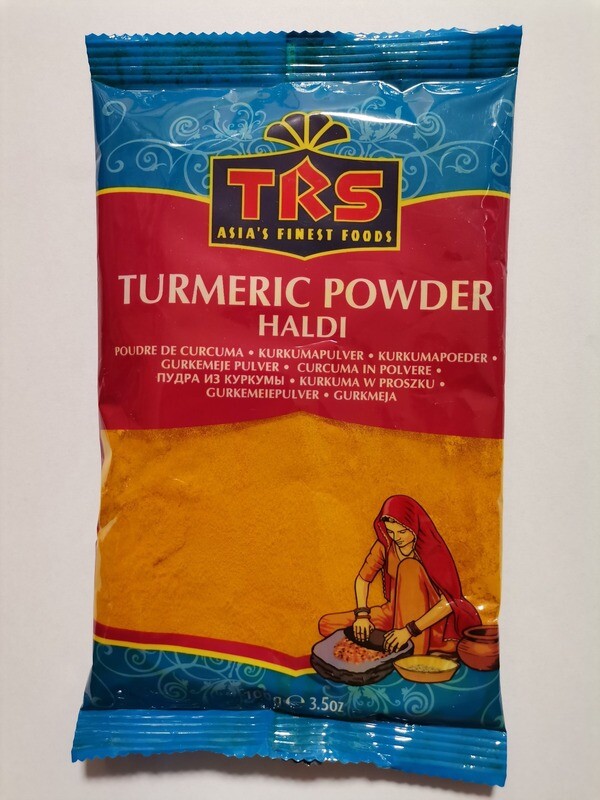 TRS
ASIA'S FINEST FOODS
TURMERIC POWDER
HALDI
POUDRE DE CURCUMA • KURKUMAPULVER • KURKUMAPOEDER •
GURKEMEJE PULVER • CURCUMA IN POLVERE •
ПУДРА ИЗ КУРКУМЫ • KURKUMA W PROSZKU •
GURKEMEIEPULVER • GURKMEJA
100g ℮ 3.5oz